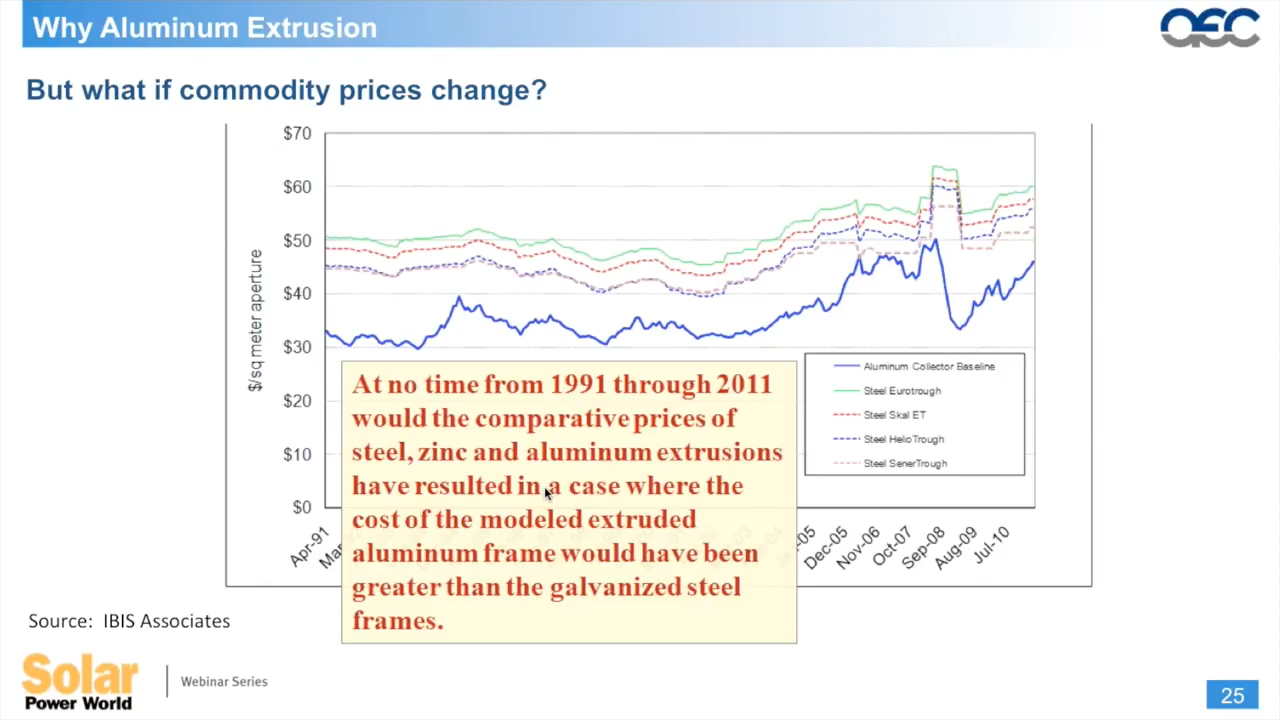 Why Aluminum Extrusion
AEC
But what if commodity prices change?
$70
$60
$50
$40
$30
$20
$10
$0
$/sq meter aperture
Apr-91
Dec-05
Nov-06
Oct-07
Sep-08
Aug-09
Jul-10
Aluminum Collector Baseline
Steel Eurotrough
Steel Skal ET
Steel HelioTrough
Steel SenerTrough
At no time from 1991 through 2011
would the comparative prices of
steel, zinc and aluminum extrusions
have resulted in a case where the
cost of the modeled extruded
aluminum frame would have been
greater than the galvanized steel
frames.
Source: IBIS Associates
Solar
Power World
Webinar Series
25